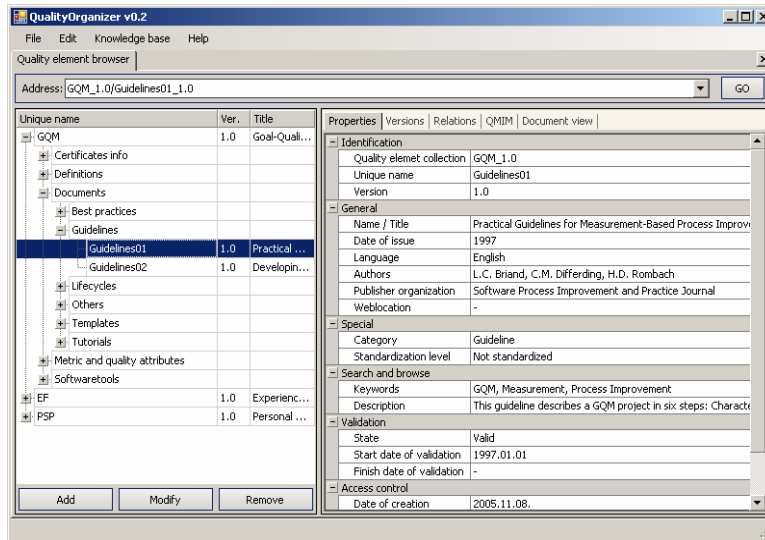 QualityOrganizer v0.2
File Edit Knowledge base Help
Quality element browser
Address: GQM_1.0/Guidelines01_1.0 GO
Unique name Ver. Title
GQM 1.0 Goal-Quali...
Certificates info
Definitions
Documents
Best practices
Guidelines
Guidelines01 1.0 Practical ...
Guidelines02 1.0 Developin...
Lifecycles
Others
Templates
Tutorials
Metric and quality attributes
Softwaretools
EF 1.0 Experienc...
PSP 1.0 Personal ...
Add Modify Remove
Properties Versions Relations QMIM Document view
Identification
Quality elemet collection GQM_1.0
Unique name Guidelines01
Version 1.0
General
Name / Title Practical Guidelines for Measurement-Based Process Improve
Date of issue 1997
Language English
Authors L.C. Briand, C.M. Differding, H.D. Rombach
Publisher organization Software Process Improvement and Practice Journal
Weblocation -
Special
Category Guideline
Standardization level Not standardized
Search and browse
Keywords GQM, Measurement, Process Improvement
Description This guideline describes a GQM project in six steps: Characte
Validation
State Valid
Start date of validation 1997.01.01
Finish date of validation -
Access control
Date of creation 2005.11.08.